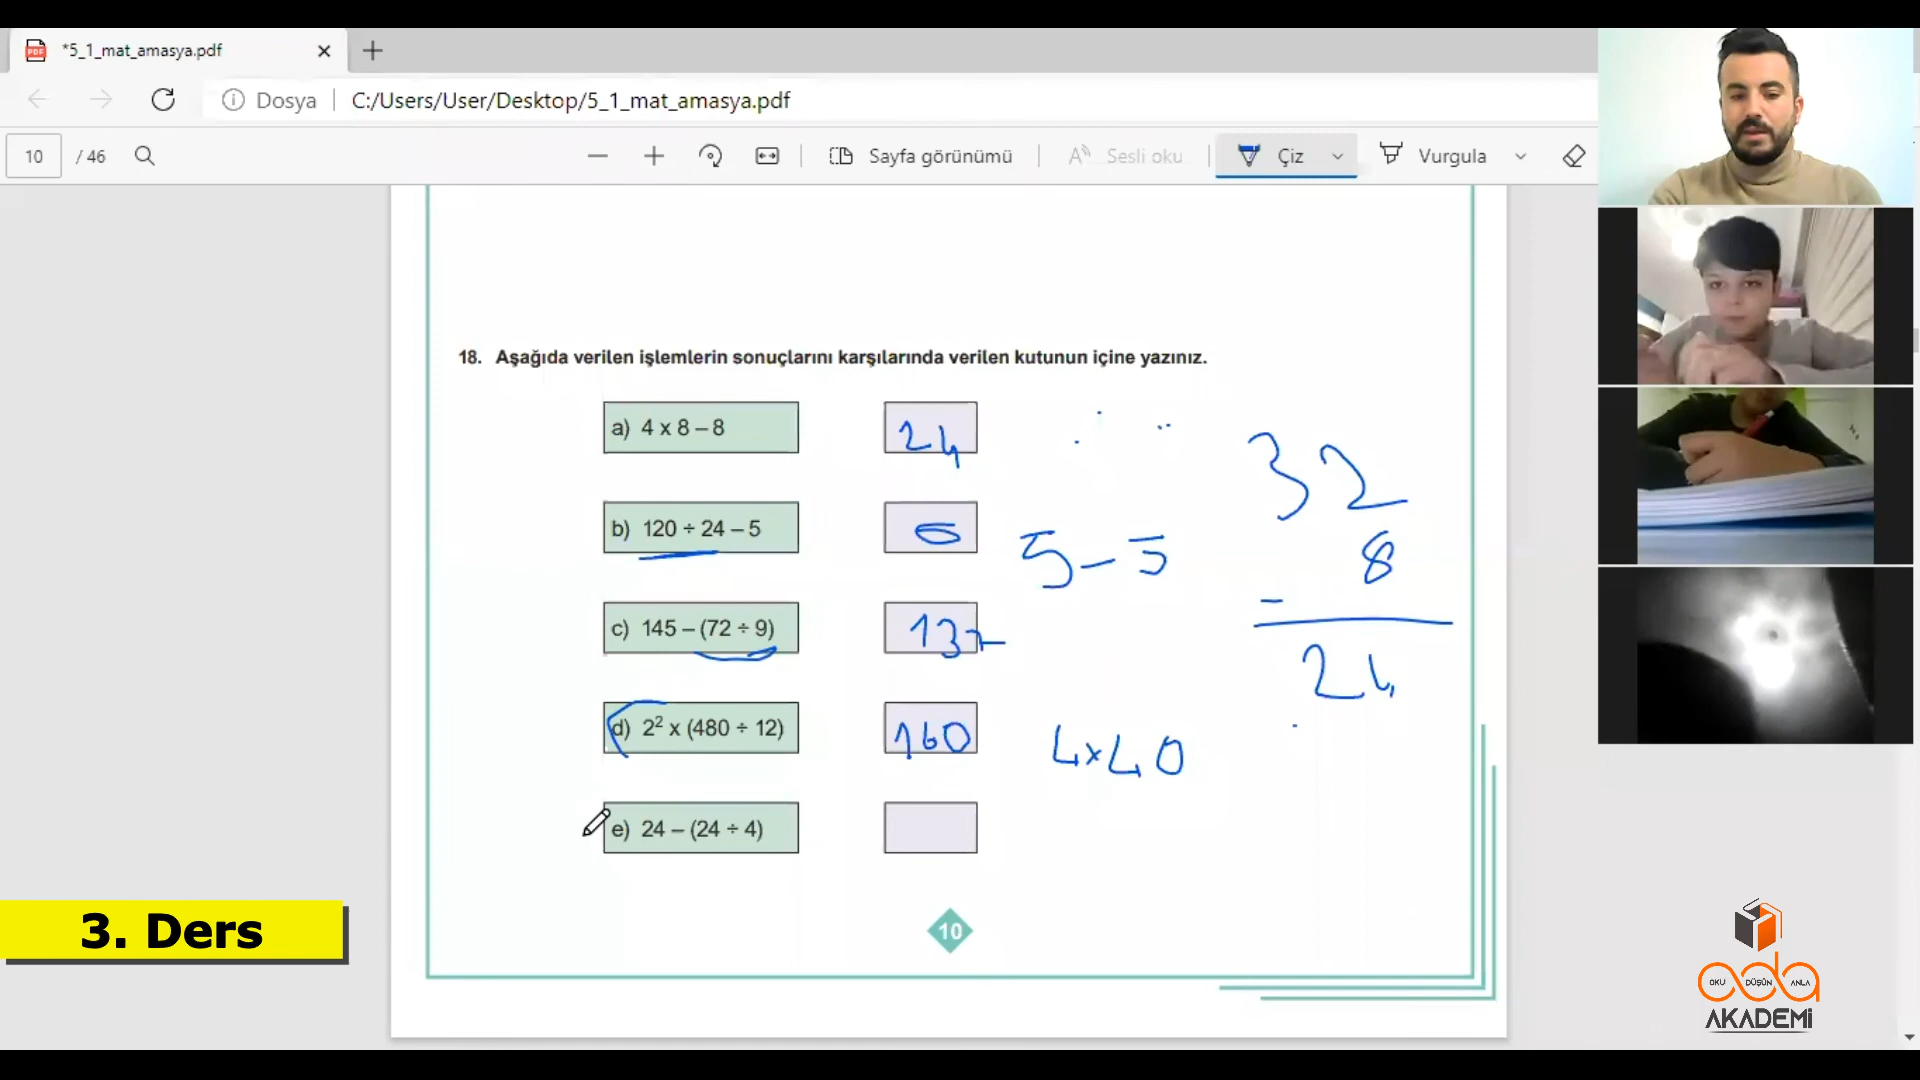 *5_1_mat_amasya.pdf
Dosya
C:/Users/User/Desktop/5_1_mat_amasya.pdf
10 / 46
Sayfa görünümü
Sesli oku
Çiz
Vurgula
18. Aşağıda verilen işlemlerin sonuçlarını karşılarında verilen kutunun içine yazınız.
a) 4 x 8 – 8
24
32
b) 120 ÷ 24 – 5
0
5 – 5
8
–
c) 145 – (72 ÷ 9)
137
24
d) 2² x (480 ÷ 12)
160
4x40
e) 24 – (24 ÷ 4)
10
3. Ders
oda
OKU DÜŞÜN ANLA
AKADEMİ